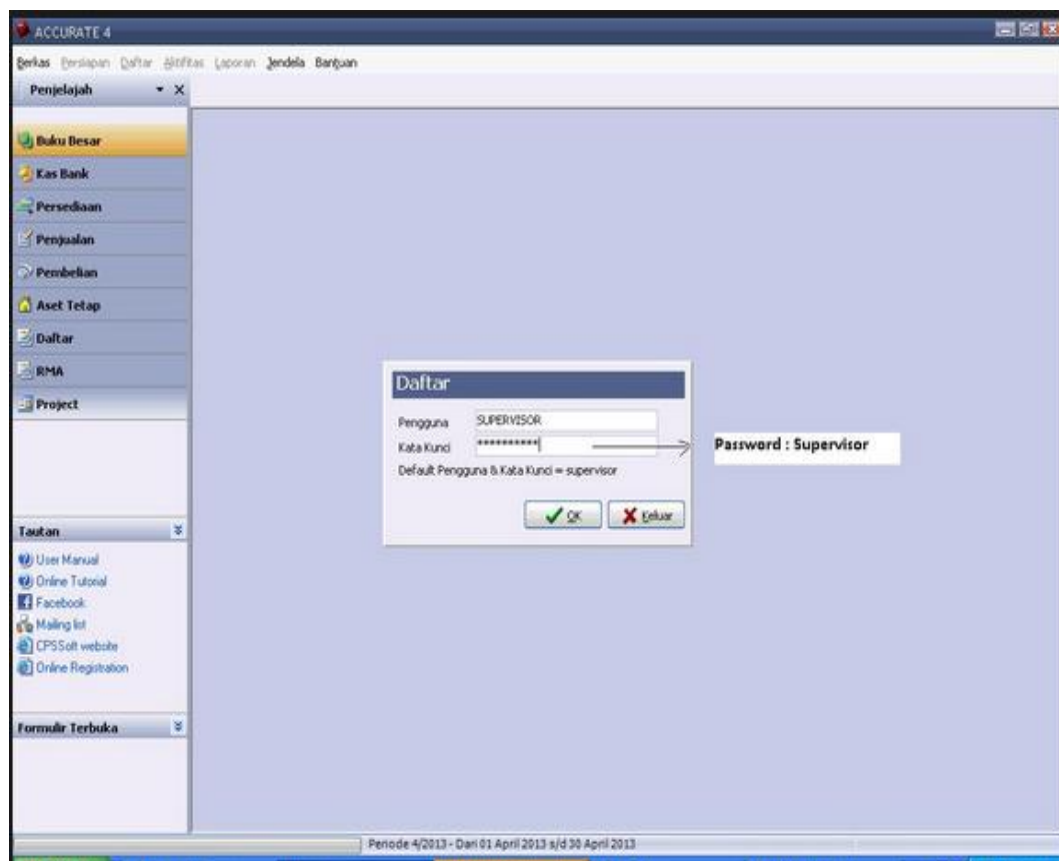 ACCURATE 4
Berkas Persiapan Daftar Aktifitas Laporan Jendela Bantuan
Penjelajah
Buku Besar
Kas Bank
Persediaan
Penjualan
Pembelian
Aset Tetap
Daftar
RMA
Project
Daftar
Pengguna SUPERVISOR
Kata Kunci **********
Default Pengguna & Kata Kunci = supervisor
OK Keluar
Password : Supervisor
Tautan
User Manual
Online Tutorial
Facebook
Mailing list
CPSSoft website
Online Registration
Formulir Terbuka
Periode 4/2013 - Dari 01 April 2013 s/d 30 April 2013